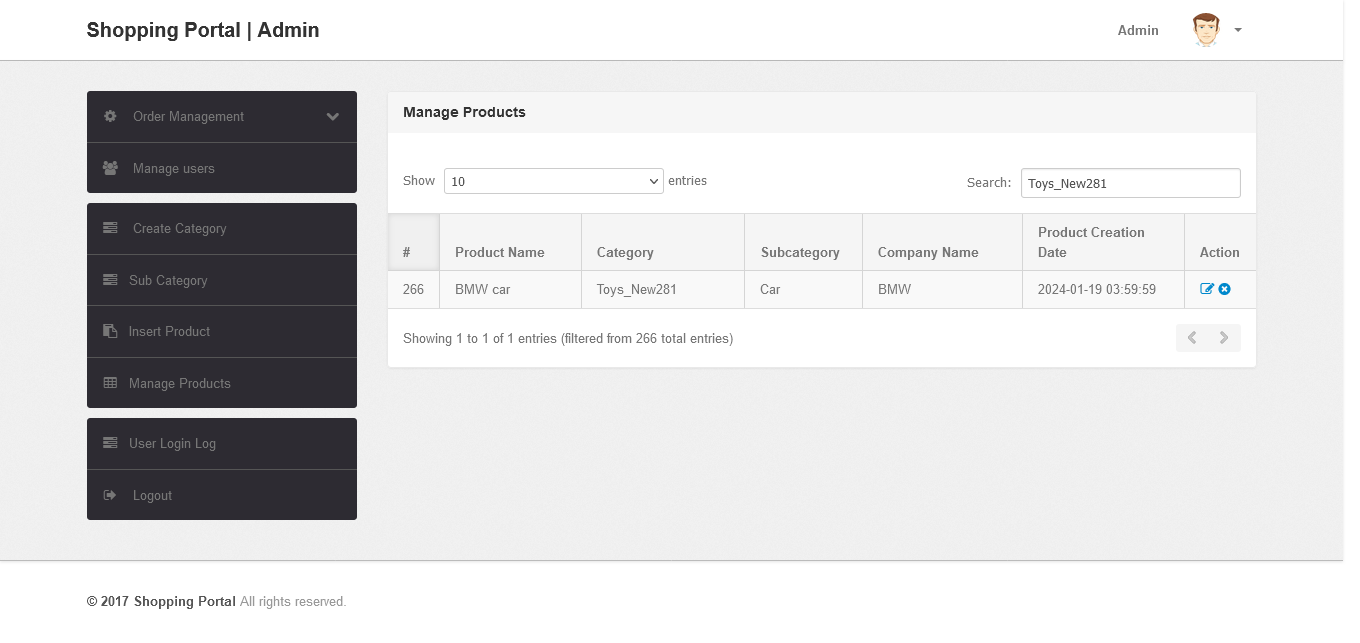 Shopping Portal | Admin
Admin
Order Management
Manage users
Create Category
Sub Category
Insert Product
Manage Products
User Login Log
Logout
Manage Products
Show 10 entries
Search: Toys_New281
# Product Name Category Subcategory Company Name Product Creation Date Action
266 BMW car Toys_New281 Car BMW 2024-01-19 03:59:59
Showing 1 to 1 of 1 entries (filtered from 266 total entries)
© 2017 Shopping Portal All rights reserved.